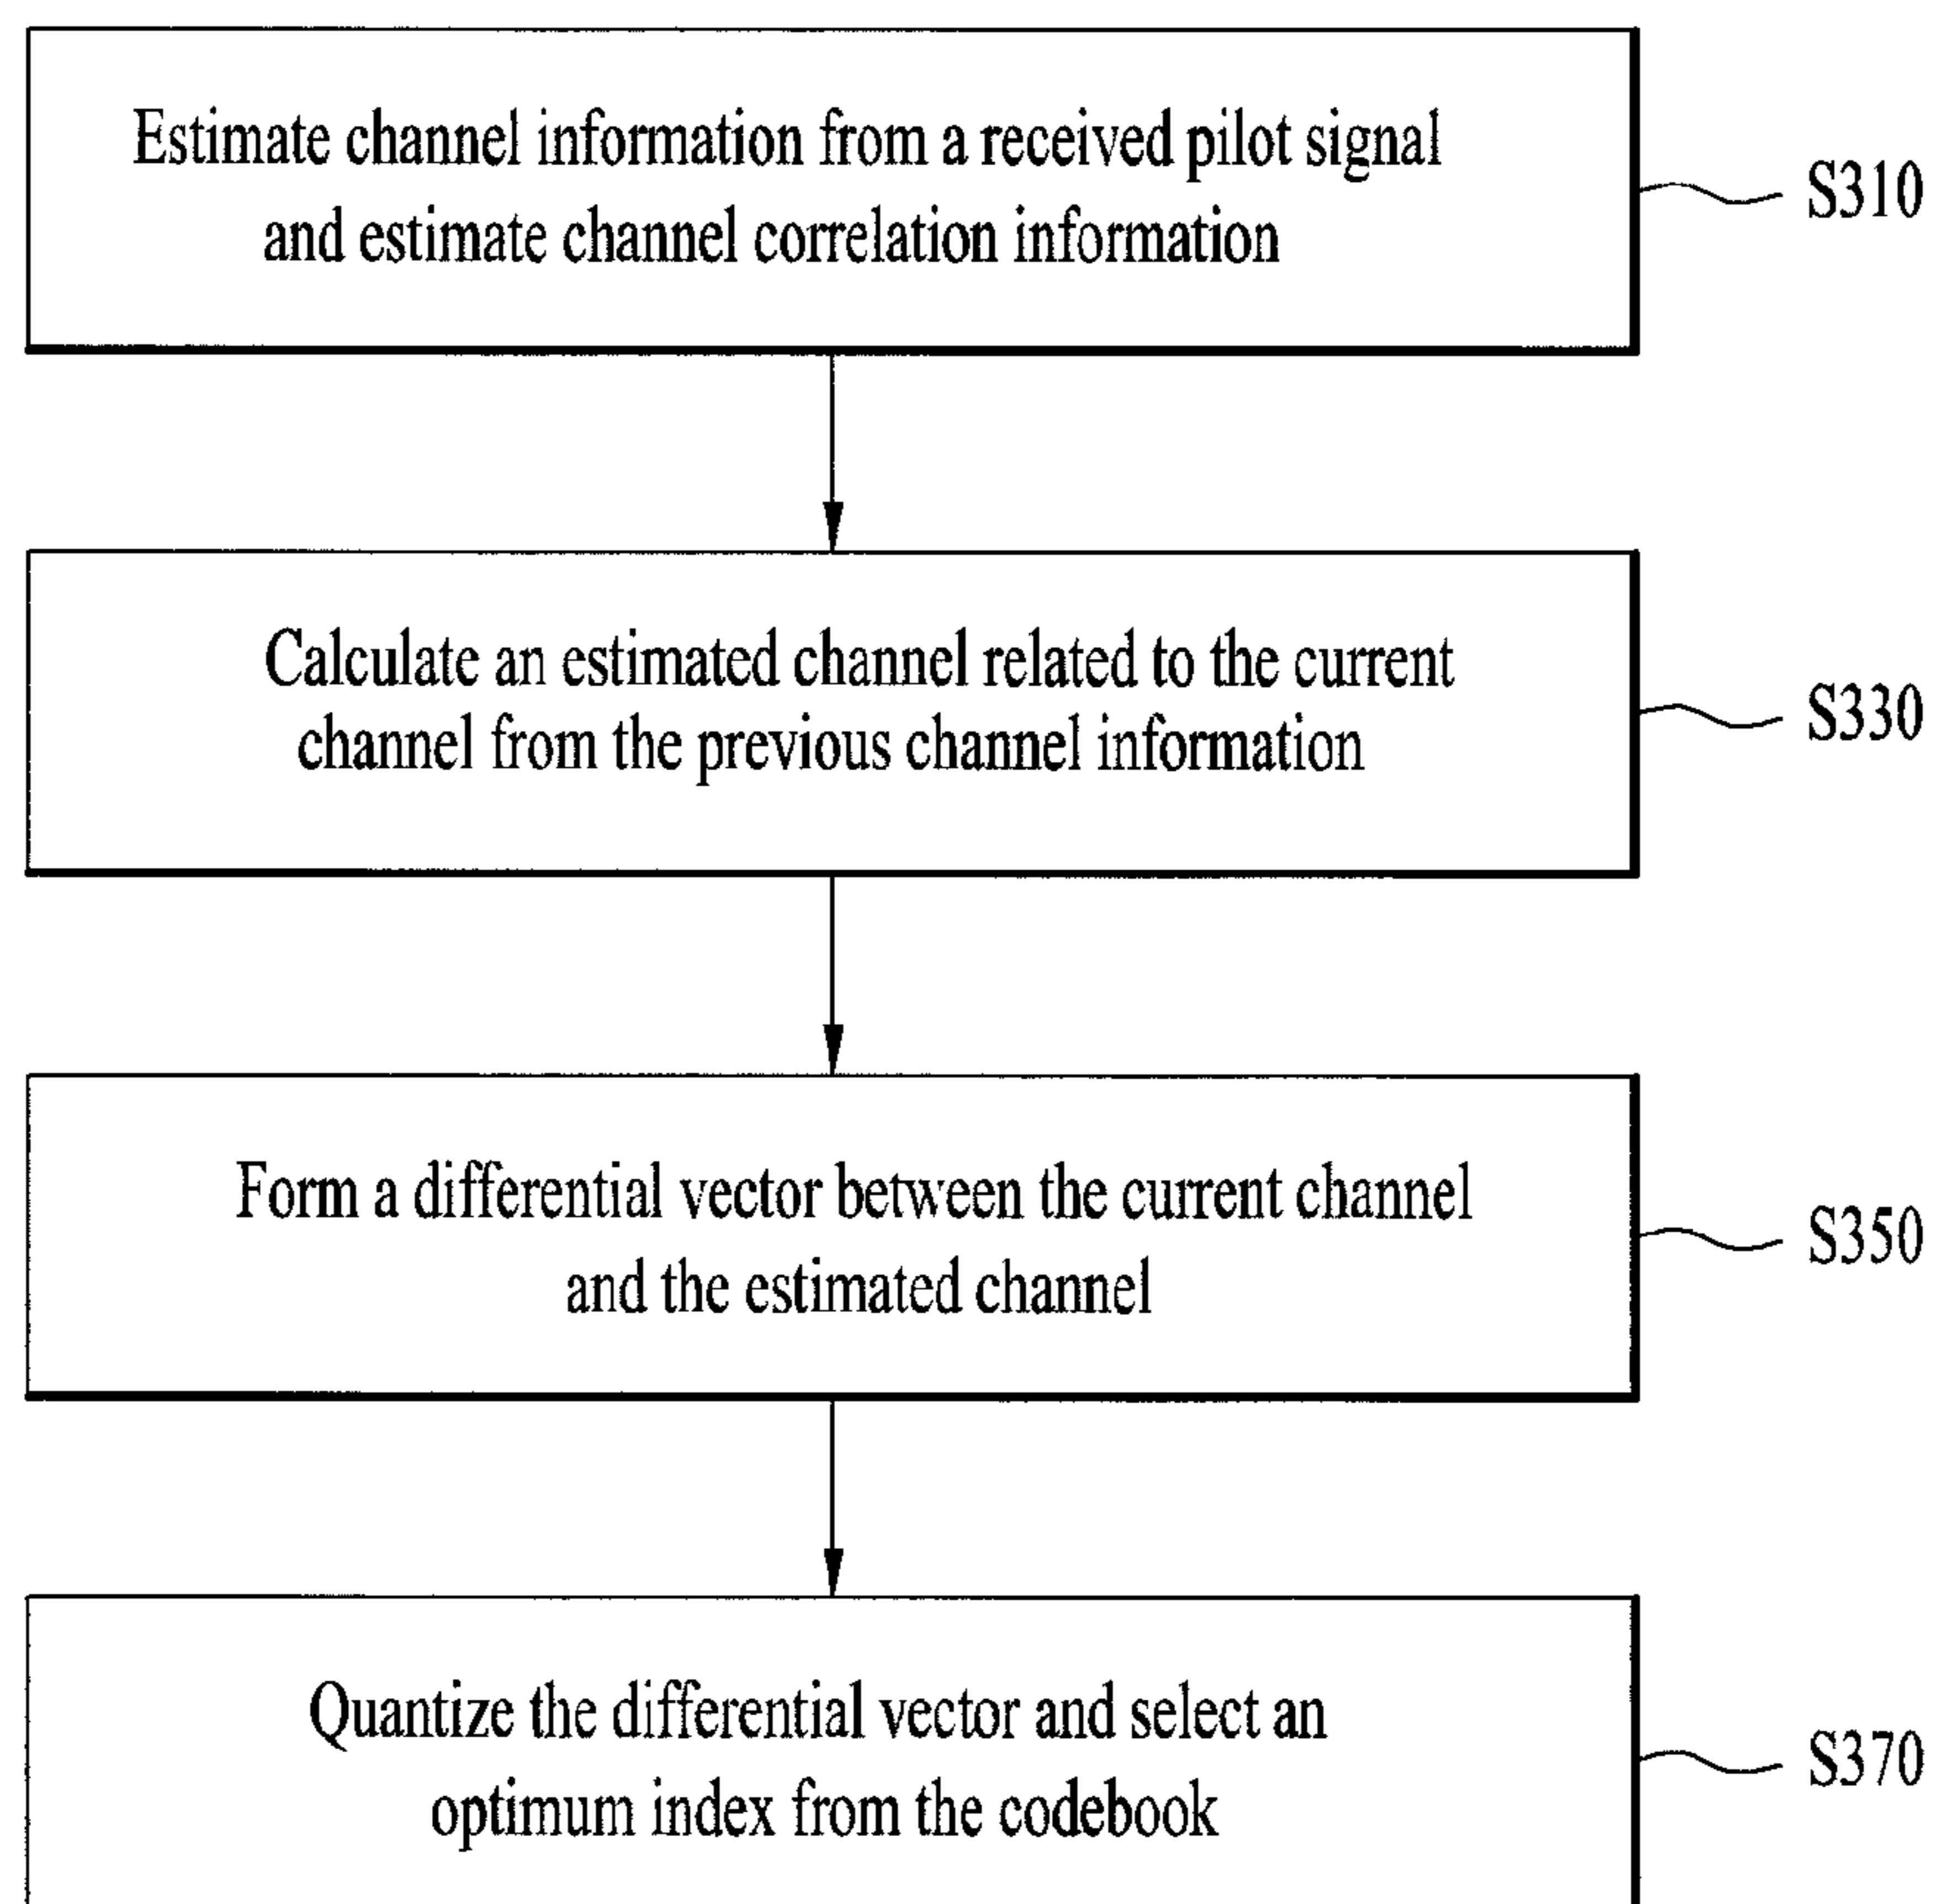 Estimate channel information from a received pilot signal
and estimate channel correlation information
S310
Calculate an estimated channel related to the current
channel from the previous channel information
S330
Form a differential vector between the current channel
and the estimated channel
S350
Quantize the differential vector and select an
optimum index from the codebook
S370